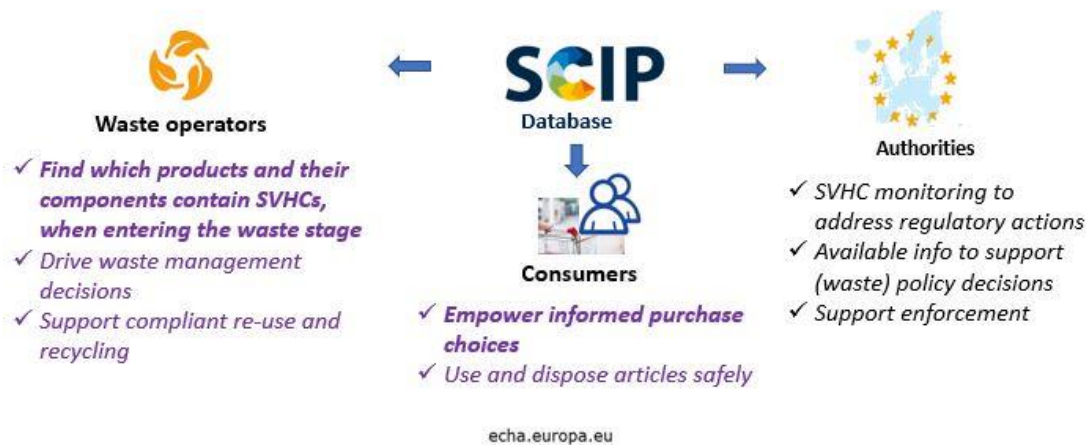 SCIP
Database
Waste operators
✓ Find which products and their
components contain SVHCs,
when entering the waste stage
✓ Drive waste management
decisions
✓ Support compliant re-use and
recycling
Consumers
✓ Empower informed purchase
choices
✓ Use and dispose articles safely
Authorities
✓ SVHC monitoring to
address regulatory actions
✓ Available info to support
(waste) policy decisions
✓ Support enforcement
echa.europa.eu